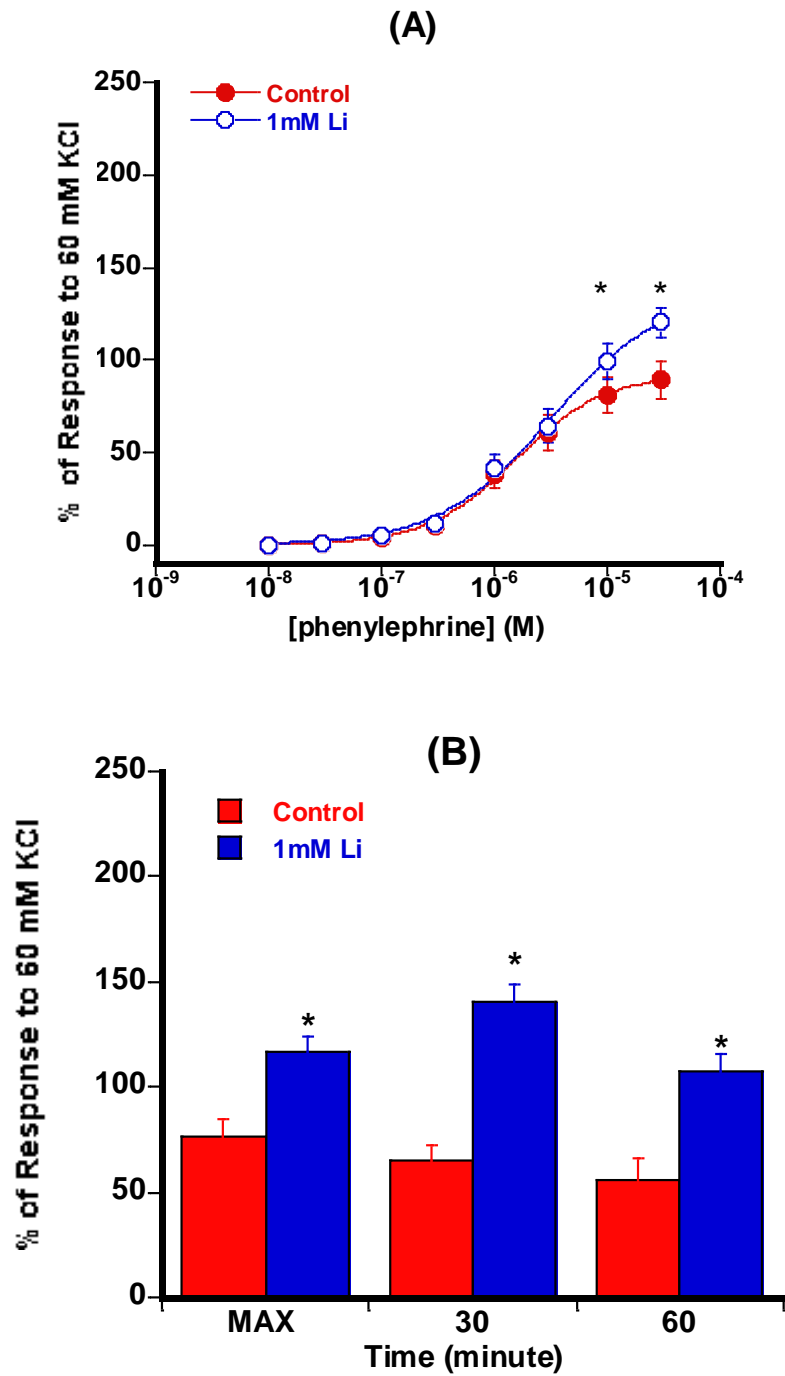 (A)
% of Response to 60 mM KCl
250
200
150
100
50
0
Control
1mM Li
* *
10-9 10-8 10-7 10-6 10-5 10-4
[phenylephrine] (M)
(B)
% of Response to 60 mM KCl
250
200
150
100
50
0
Control
1mM Li
* * *
MAX 30 60
Time (minute)